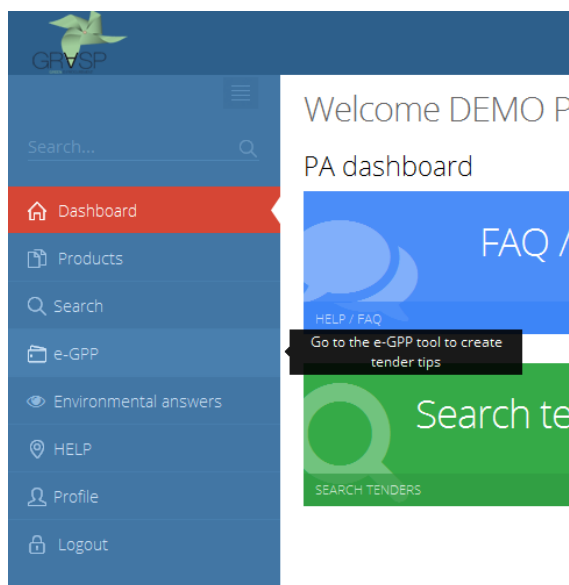 GRASP
Welcome DEMO P
Search...
PA dashboard
Dashboard
FAQ /
Products
Search
HELP / FAQ
Go to the e-GPP tool to create
tender tips
e-GPP
Environmental answers
Search te
HELP
Profile
SEARCH TENDERS
Logout